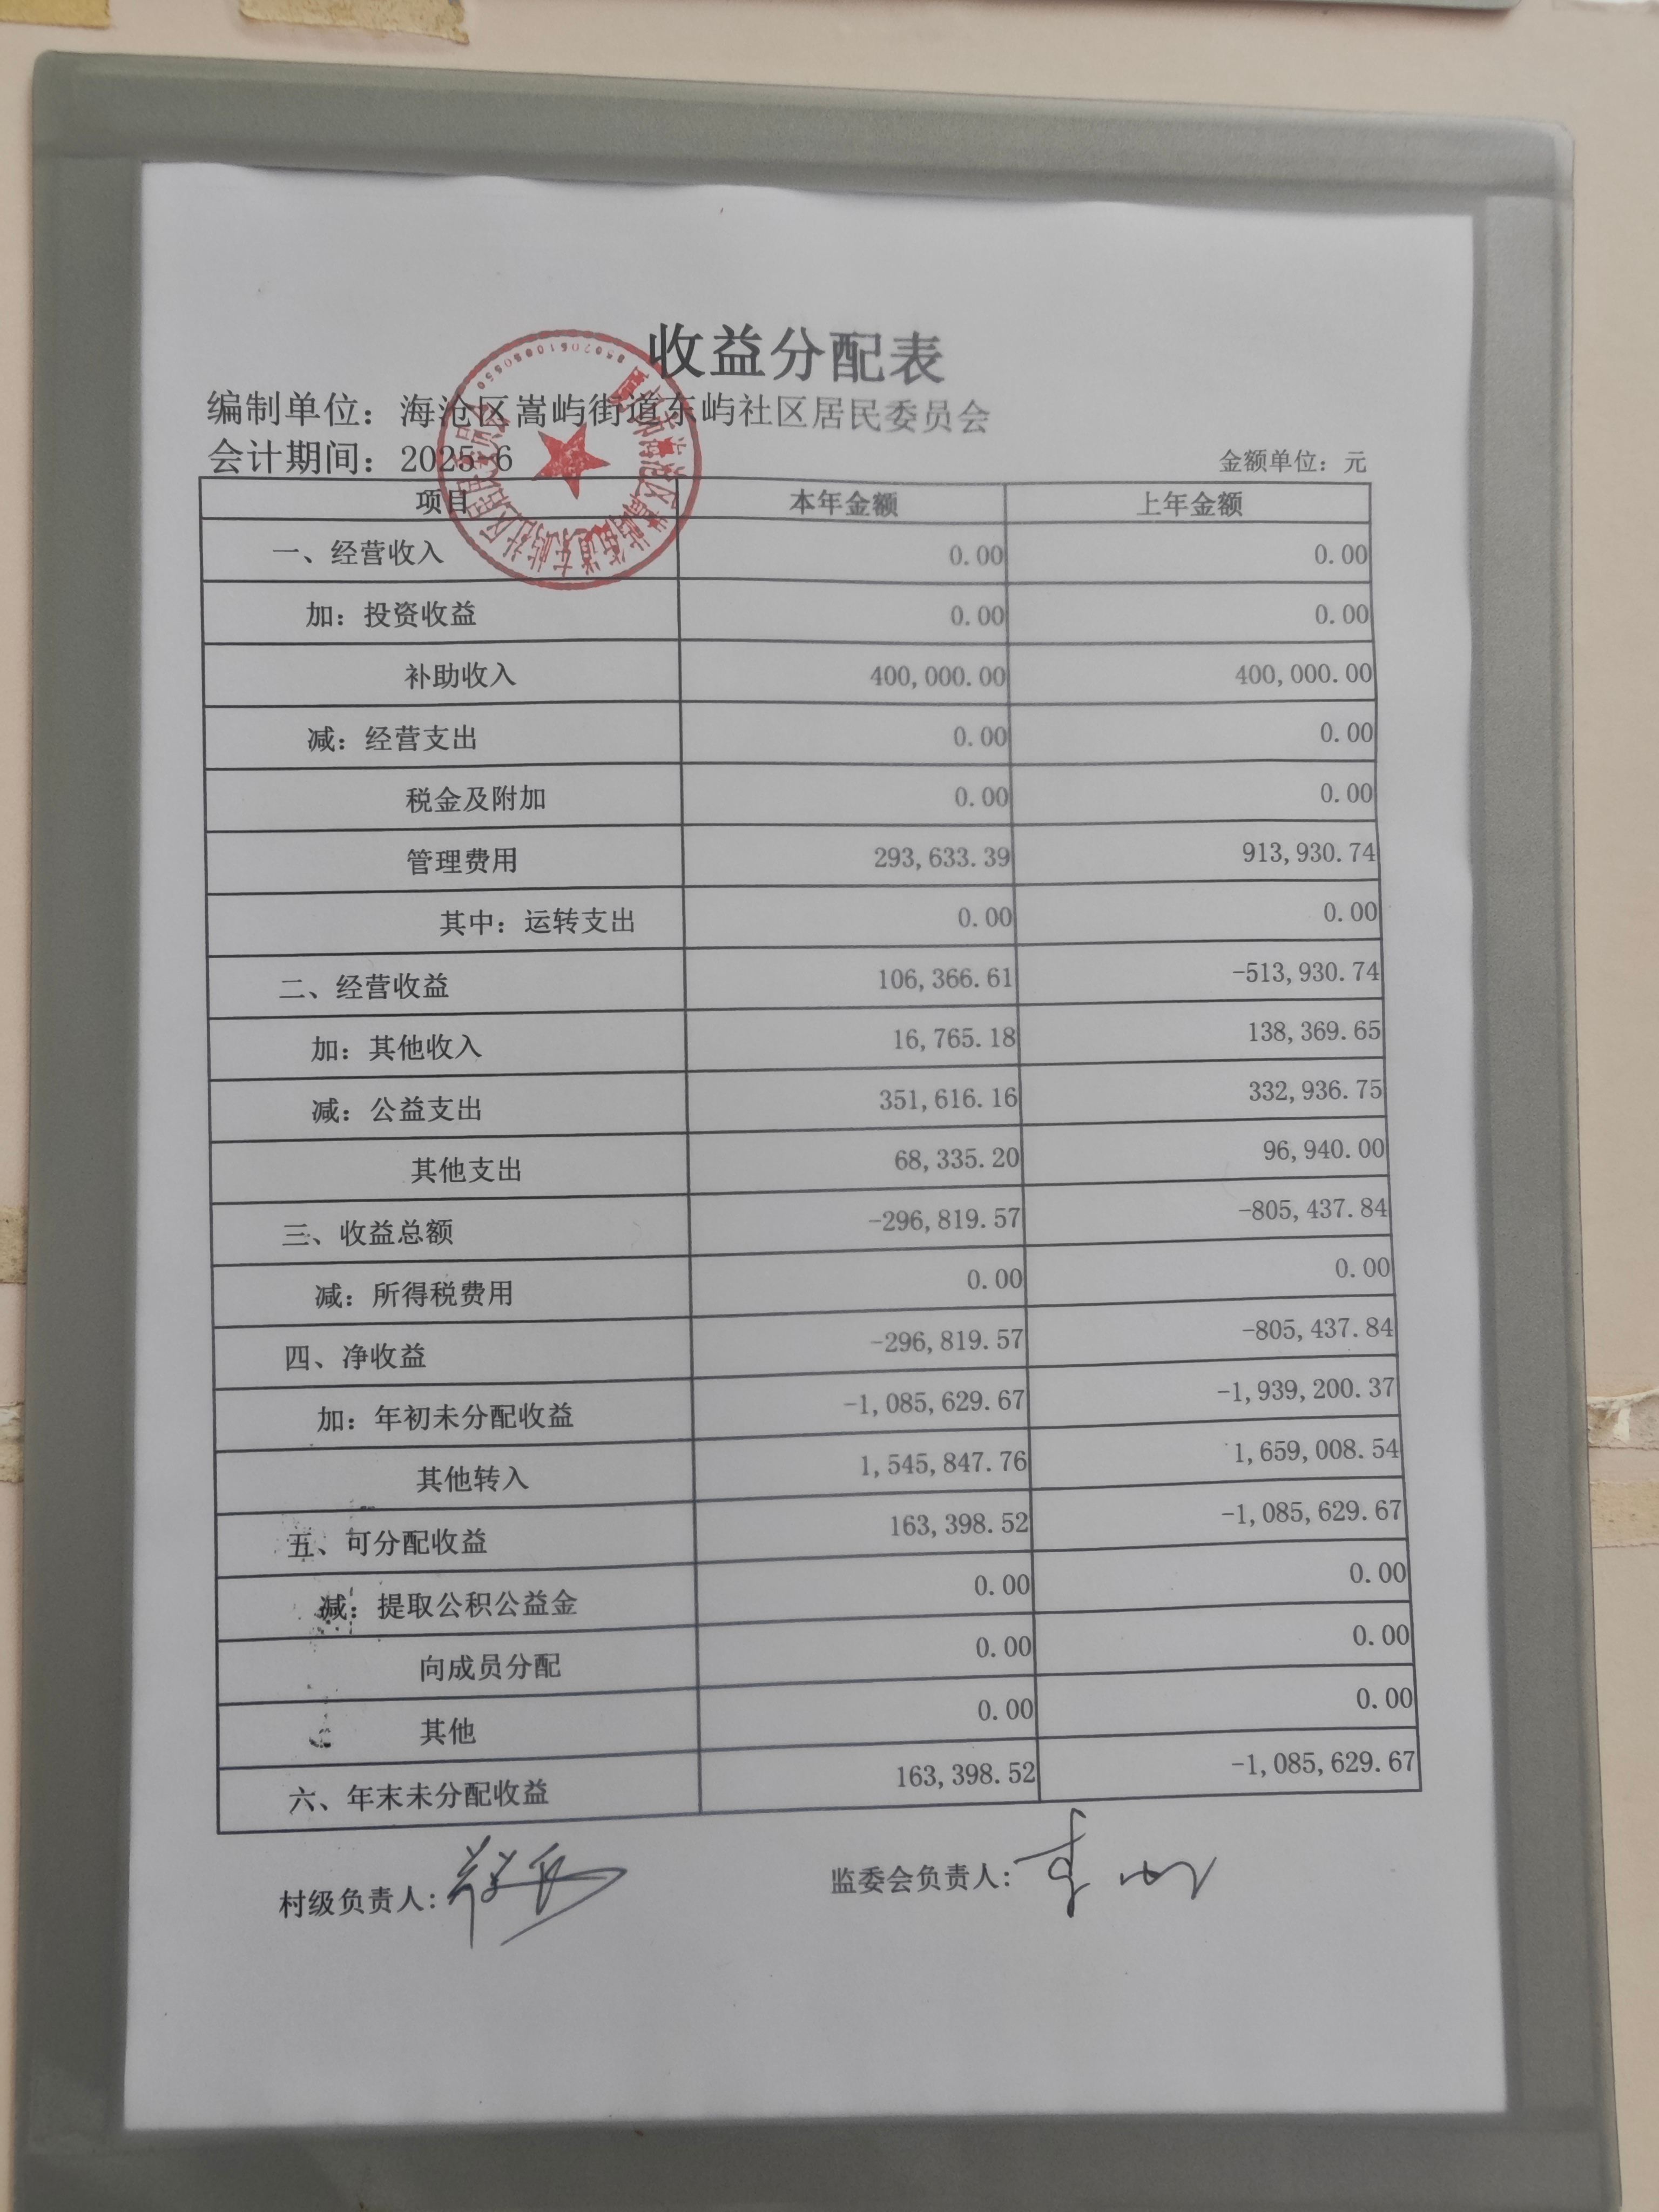 收益分配表
编制单位：海沧区嵩屿街道东屿社区居民委员会
会计期间：2025-6 金额单位：元
项目 本年金额 上年金额
一、经营收入 0.00 0.00
加：投资收益 0.00 0.00
补助收入 400,000.00 400,000.00
减：经营支出 0.00 0.00
税金及附加 0.00 0.00
管理费用 293,633.39 913,930.74
其中：运转支出 0.00 0.00
二、经营收益 106,366.61 -513,930.74
加：其他收入 16,765.18 138,369.65
减：公益支出 351,616.16 332,936.75
其他支出 68,335.20 96,940.00
三、收益总额 -296,819.57 -805,437.84
减：所得税费用 0.00 0.00
四、净收益 -296,819.57 -805,437.84
加：年初未分配收益 -1,085,629.67 -1,939,200.37
其他转入 1,545,847.76 1,659,008.54
五、可分配收益 163,398.52 -1,085,629.67
减：提取公积公益金 0.00 0.00
向成员分配 0.00 0.00
其他 0.00 0.00
六、年末未分配收益 163,398.52 -1,085,629.67
村级负责人： 监委会负责人：